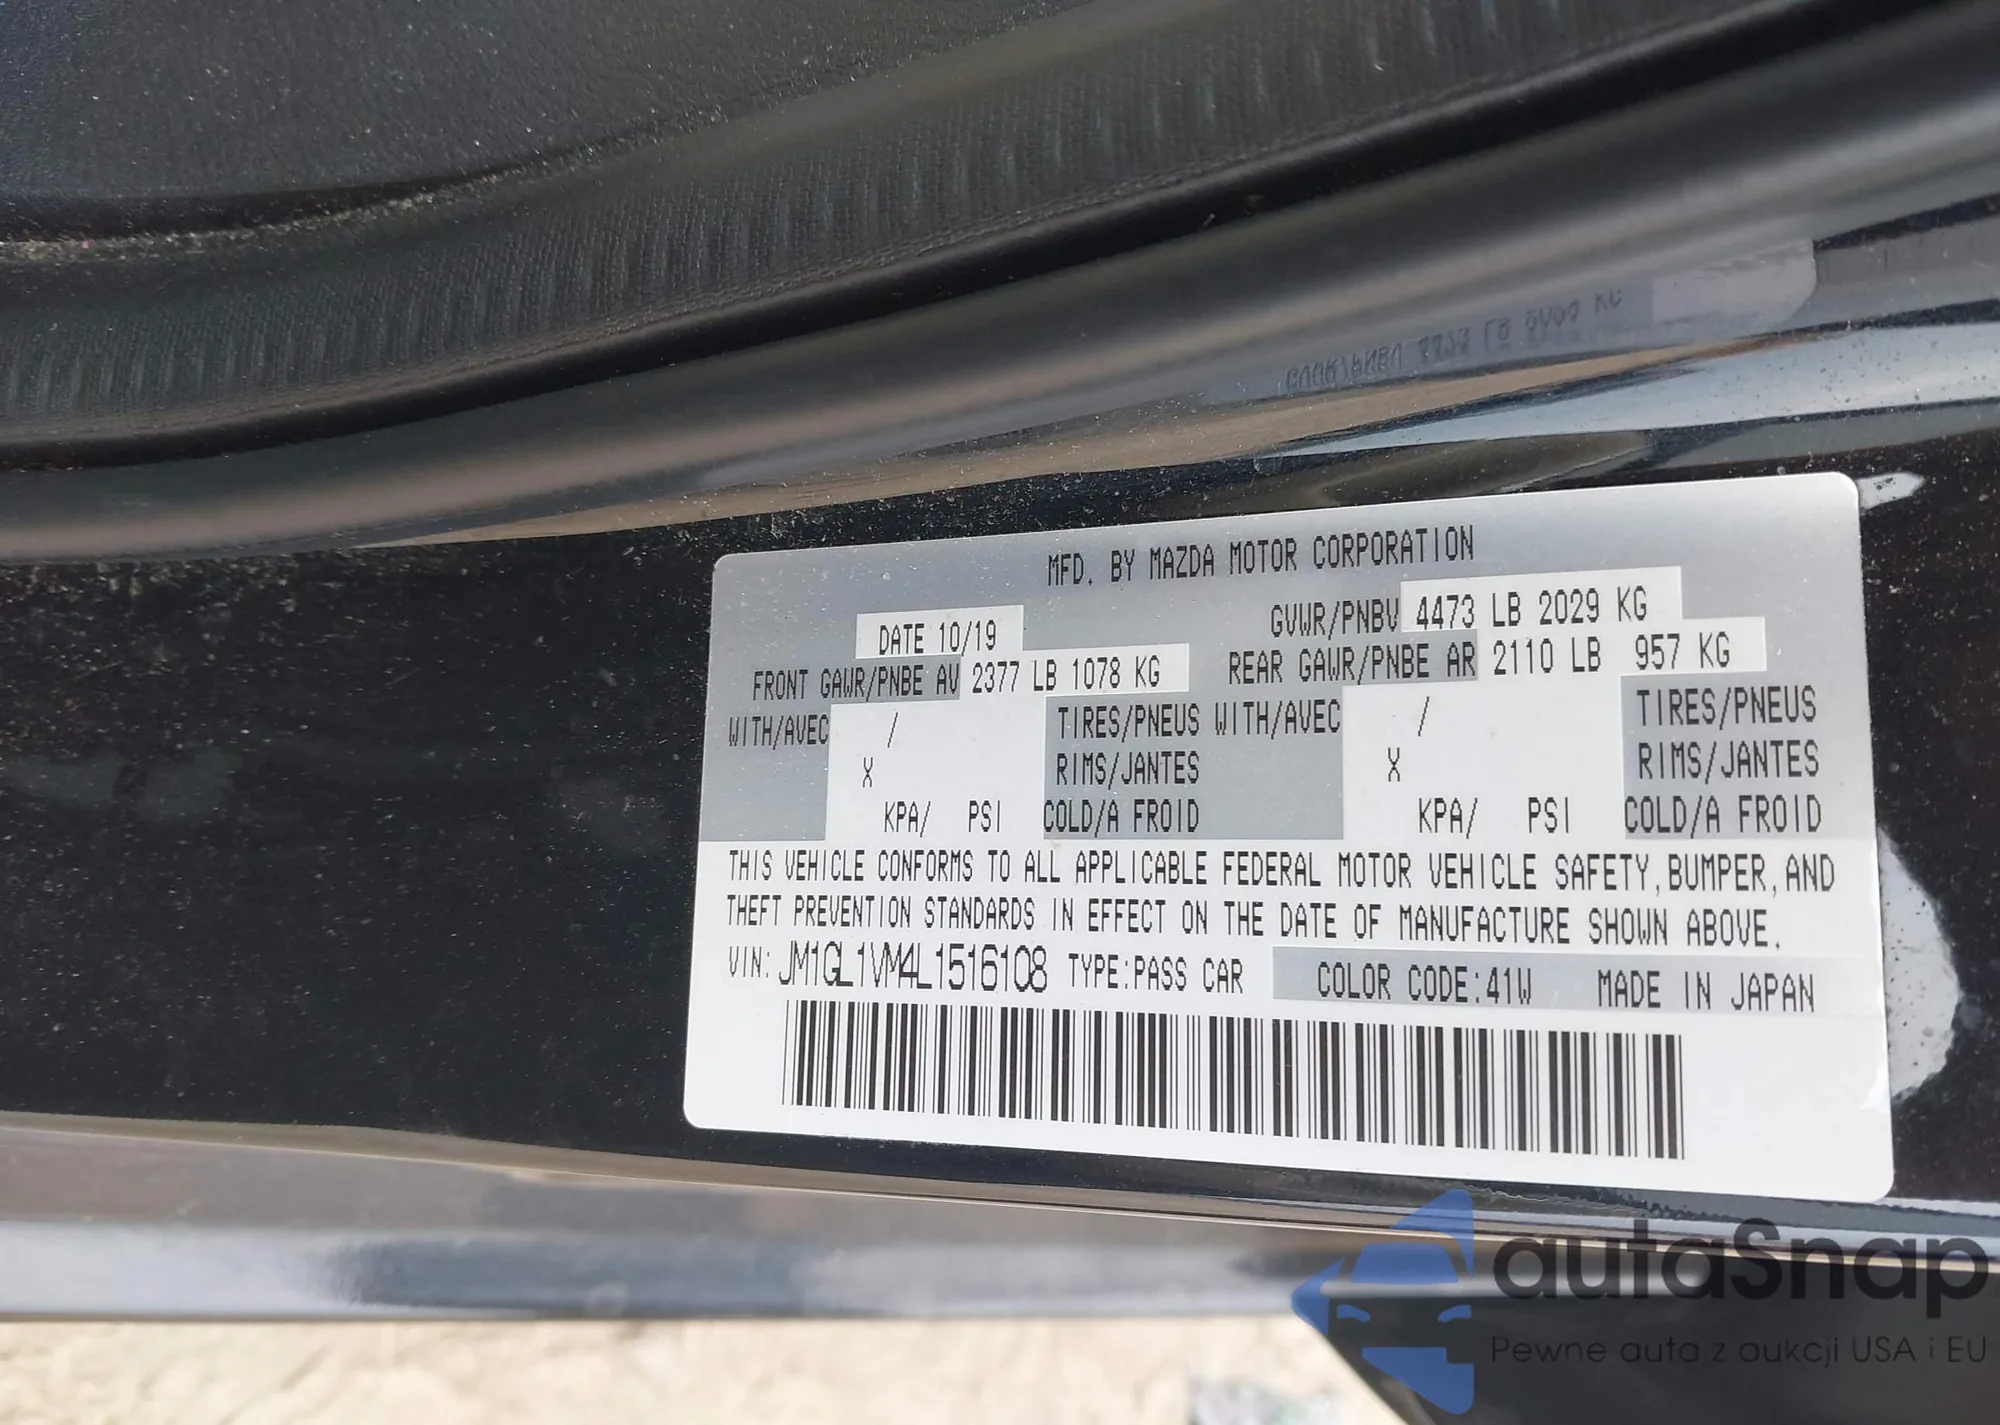 MFD. BY MAZDA MOTOR CORPORATION
DATE 10/19 GVWR/PNBV 4473 LB 2029 KG
FRONT GAWR/PNBE AV 2377 LB 1078 KG REAR GAWR/PNBE AR 2110 LB 957 KG
WITH/AVEC / TIRES/PNEUS WITH/AVEC / TIRES/PNEUS
X RIMS/JANTES X RIMS/JANTES
KPA/ PSI COLD/A FROID KPA/ PSI COLD/A FROID
THIS VEHICLE CONFORMS TO ALL APPLICABLE FEDERAL MOTOR VEHICLE SAFETY, BUMPER, AND
THEFT PREVENTION STANDARDS IN EFFECT ON THE DATE OF MANUFACTURE SHOWN ABOVE.
VIN: JM1GL1VM4L1516108 TYPE:PASS CAR COLOR CODE:41W MADE IN JAPAN
autaSnap
Pewne auta z aukcji USA i EU